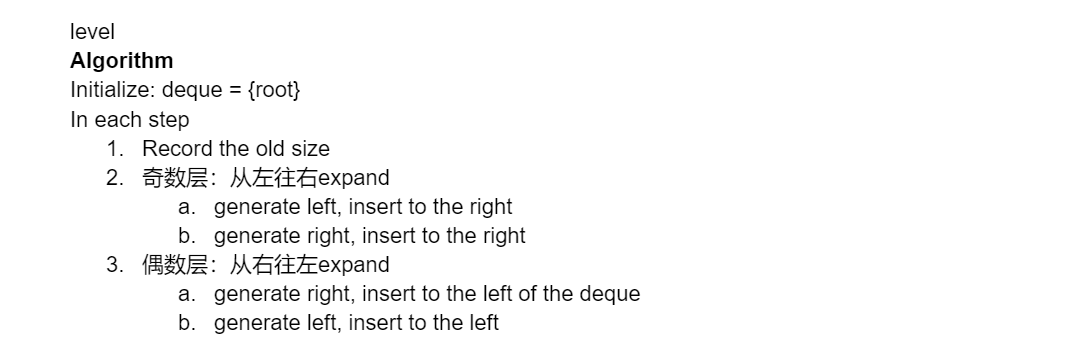 level
Algorithm
Initialize: deque = {root}
In each step
1. Record the old size
2. 奇数层：从左往右expand
a. generate left, insert to the right
b. generate right, insert to the right
3. 偶数层：从右往左expand
a. generate right, insert to the left of the deque
b. generate left, insert to the left